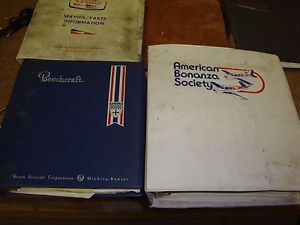 SERVICE/PARTS
INFORMATION
Beechcraft
Beech Aircraft Corporation
Wichita, Kansas
American
Bonanza
Society